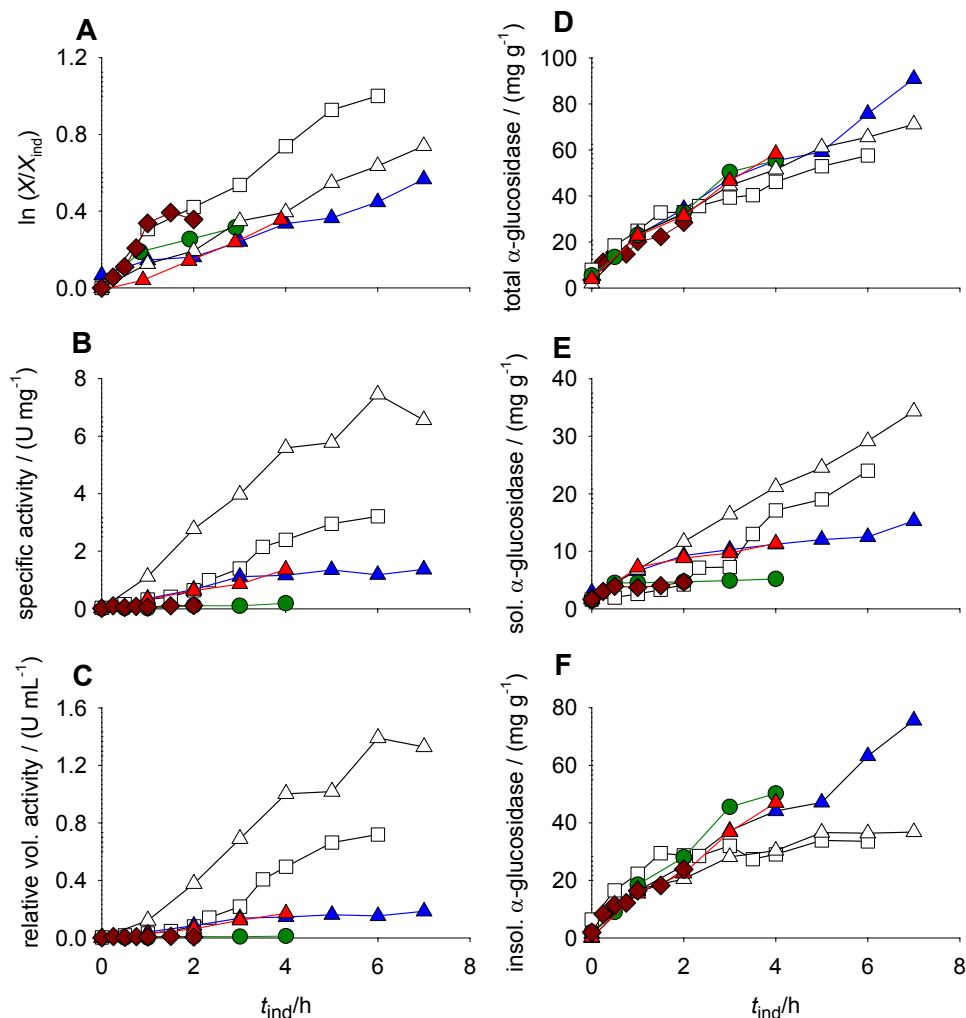 A
ln (X/X_ind)
1.2
0.8
0.4
0.0
B
specific activity / (U mg⁻¹)
8
6
4
2
0
C
relative vol. activity / (U mL⁻¹)
1.6
1.2
0.8
0.4
0.0
0 2 4 6 8
t_ind/h
D
total α-glucosidase / (mg g⁻¹)
100
80
60
40
20
0
E
sol. α-glucosidase / (mg g⁻¹)
40
30
20
10
0
F
insol. α-glucosidase / (mg g⁻¹)
80
60
40
20
0
0 2 4 6 8
t_ind/h